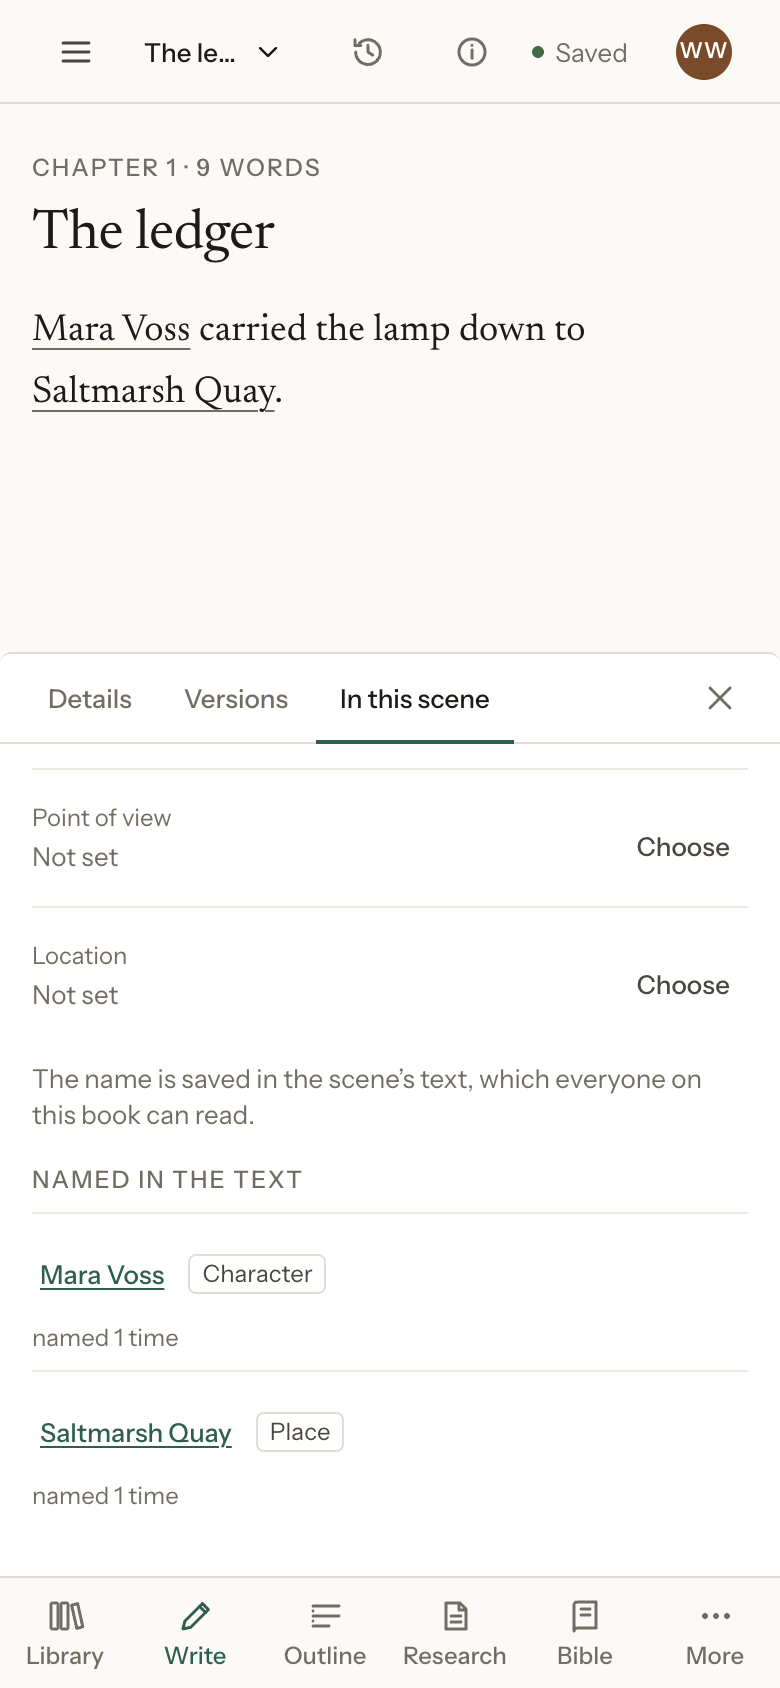 The le...
Saved
WW
CHAPTER 1 · 9 WORDS
The ledger
Mara Voss carried the lamp down to
Saltmarsh Quay.
Details
Versions
In this scene
Point of view
Not set
Choose
Location
Not set
Choose
The name is saved in the scene’s text, which everyone on
this book can read.
NAMED IN THE TEXT
Mara Voss
Character
named 1 time
Saltmarsh Quay
Place
named 1 time
Library
Write
Outline
Research
Bible
More